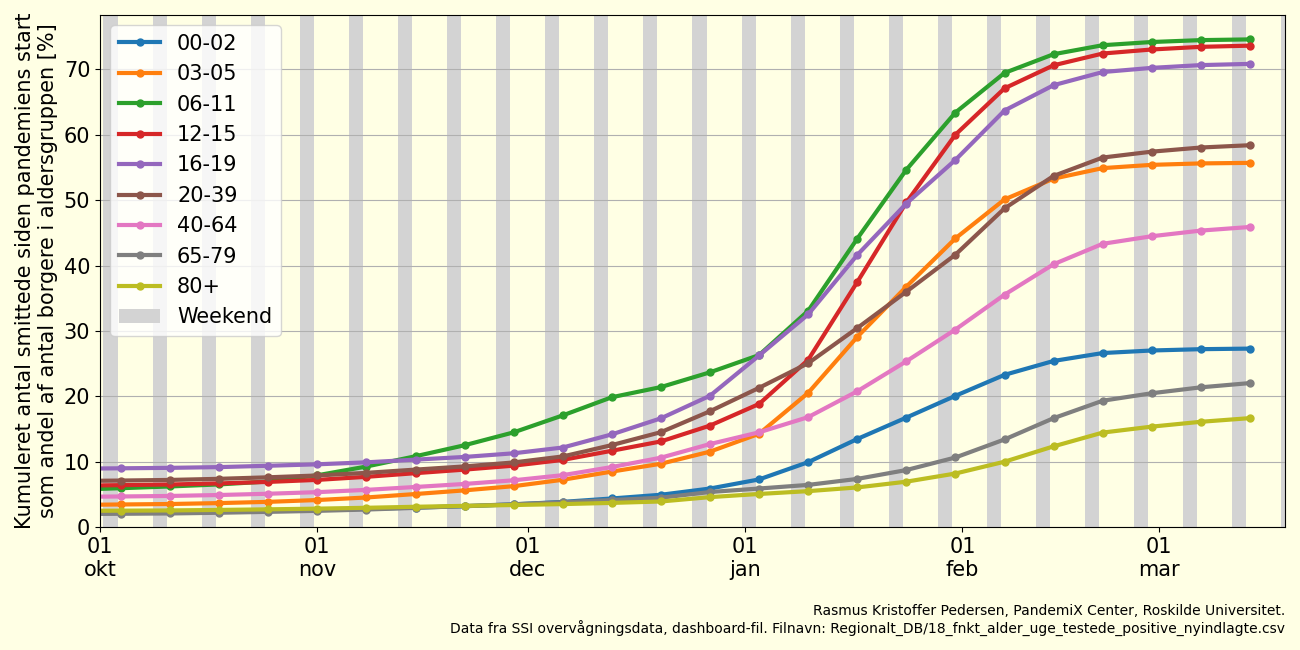 Kumuleret antal smittede siden pandemiens start
som andel af antal borgere i aldersgruppen [%]
70
60
50
40
30
20
10
0
00-02
03-05
06-11
12-15
16-19
20-39
40-64
65-79
80+
Weekend
01 01 01 01 01 01
okt nov dec jan feb mar
Rasmus Kristoffer Pedersen, PandemiX Center, Roskilde Universitet.
Data fra SSI overvågningsdata, dashboard-fil. Filnavn: Regionalt_DB/18_fnkt_alder_uge_testede_positive_nyindlagte.csv